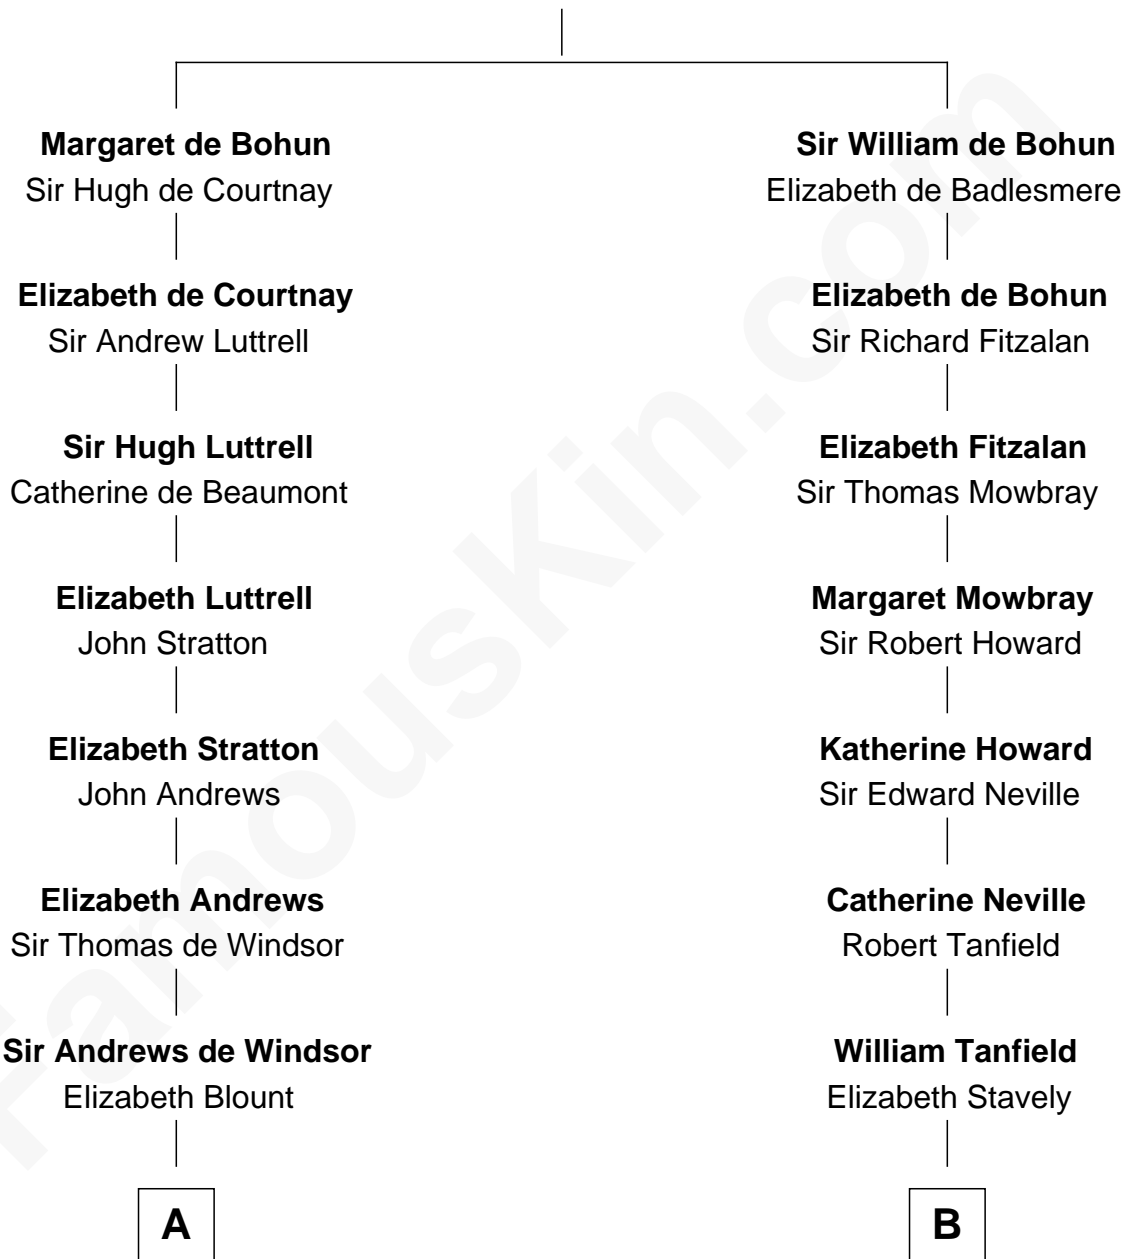 Margaret de Bohun
Sir Hugh de Courtnay
Elizabeth de Courtnay
Sir Andrew Luttrell
Sir Hugh Luttrell
Catherine de Beaumont
Elizabeth Luttrell
John Stratton
Elizabeth Stratton
John Andrews
Elizabeth Andrews
Sir Thomas de Windsor
Sir Andrews de Windsor
Elizabeth Blount
A
Sir William de Bohun
Elizabeth de Badlesmere
Elizabeth de Bohun
Sir Richard Fitzalan
Elizabeth Fitzalan
Sir Thomas Mowbray
Margaret Mowbray
Sir Robert Howard
Katherine Howard
Sir Edward Neville
Catherine Neville
Robert Tanfield
William Tanfield
Elizabeth Stavely
B
FamousKin.com